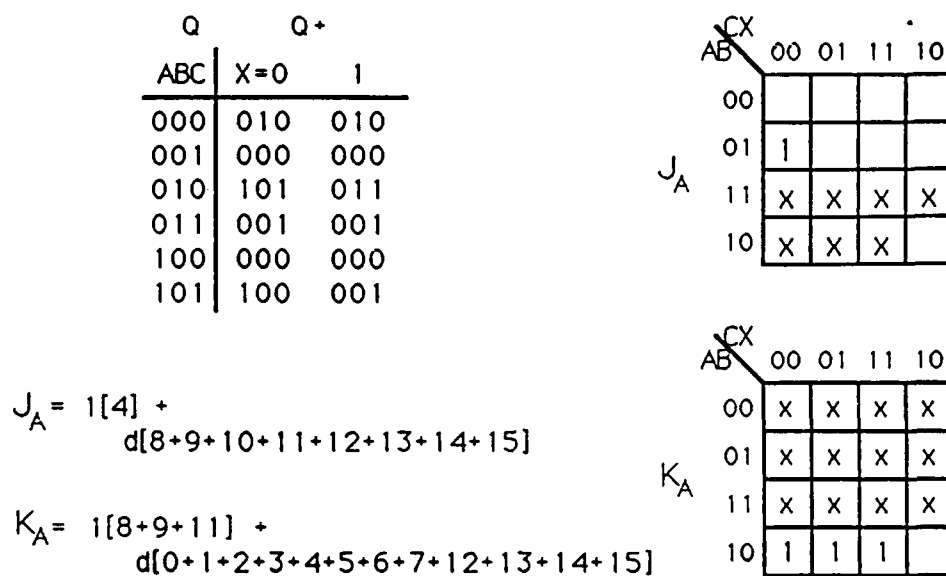 Q Q+
ABC X=0 1
000 010 010
001 000 000
010 101 011
011 001 001
100 000 000
101 100 001
J_A = 1[4] +
d[8+9+10+11+12+13+14+15]
K_A = 1[8+9+11] +
d[0+1+2+3+4+5+6+7+12+13+14+15]
CX
AB 00 01 11 10
00
01 1
J_A
11 X X X X
10 X X X
CX
AB 00 01 11 10
00 X X X X
01 X X X X
K_A
11 X X X X
10 1 1 1